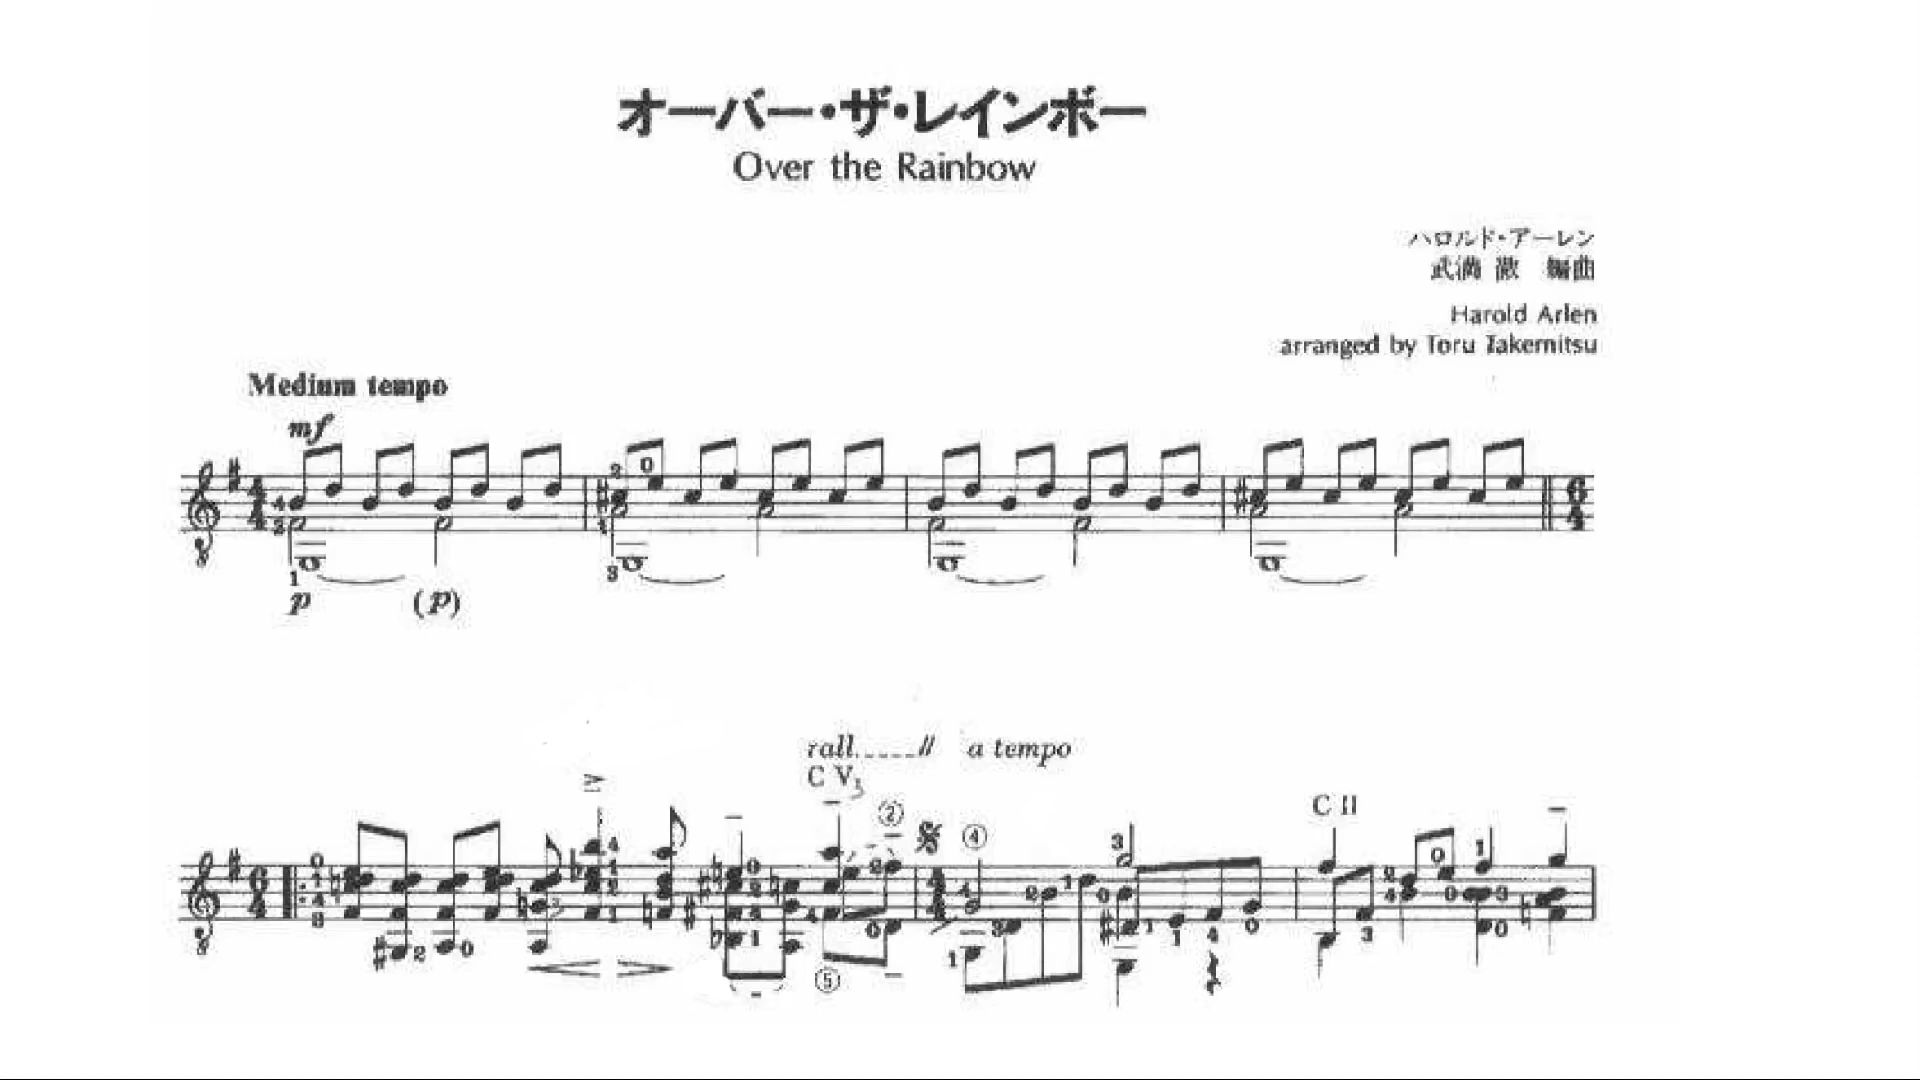 オーバー・ザ・レインボー
Over the Rainbow
ハロルド・アーレン
武満 徹 編曲
Harold Arlen
arranged by Toru Takemitsu
Medium tempo
mf
p (p)
rall. // a tempo
C V3
C II